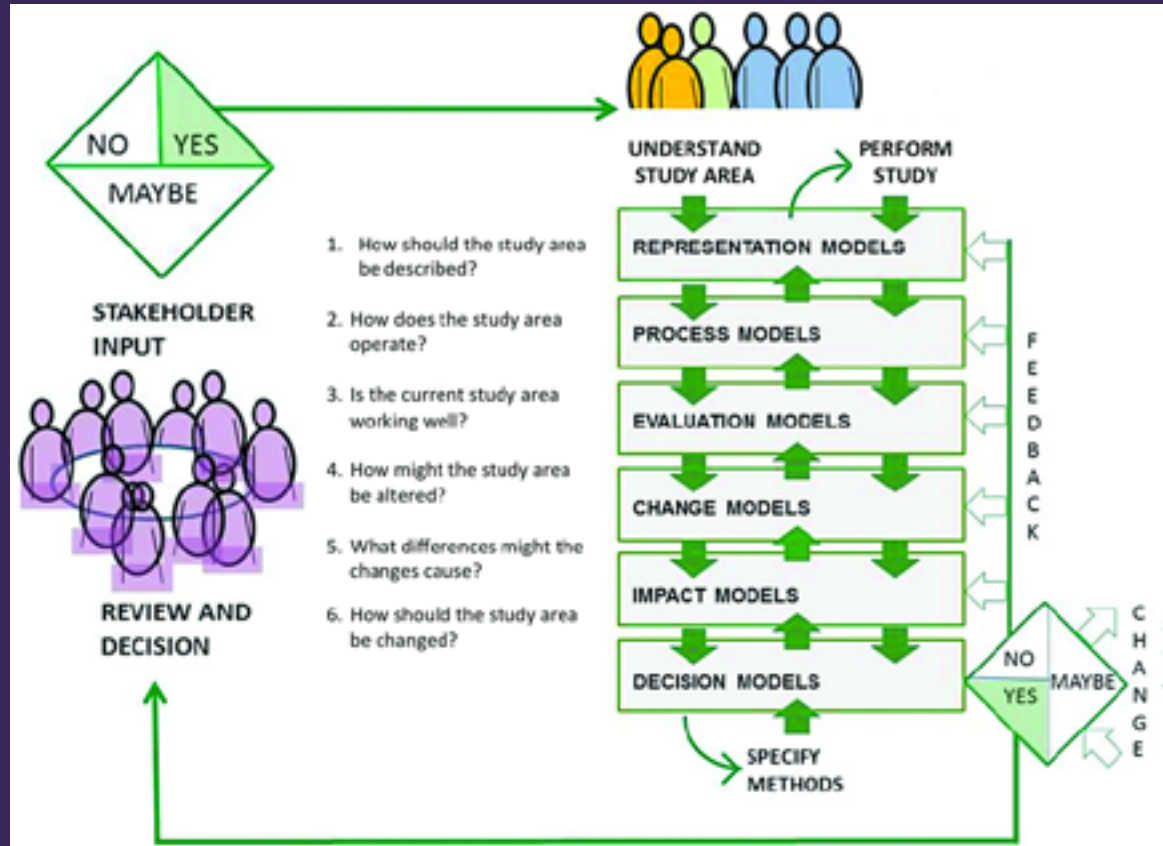 NO YES
MAYBE
STAKEHOLDER
INPUT
REVIEW AND
DECISION
1. How should the study area
be described?
2. How does the study area
operate?
3. Is the current study area
working well?
4. How might the study area
be altered?
5. What differences might the
changes cause?
6. How should the study area
be changed?
UNDERSTAND
STUDY AREA
PERFORM
STUDY
REPRESENTATION MODELS
PROCESS MODELS
EVALUATION MODELS
CHANGE MODELS
IMPACT MODELS
DECISION MODELS
SPECIFY
METHODS
FEEDBACK
NO
YES
MAYBE
CHANGE